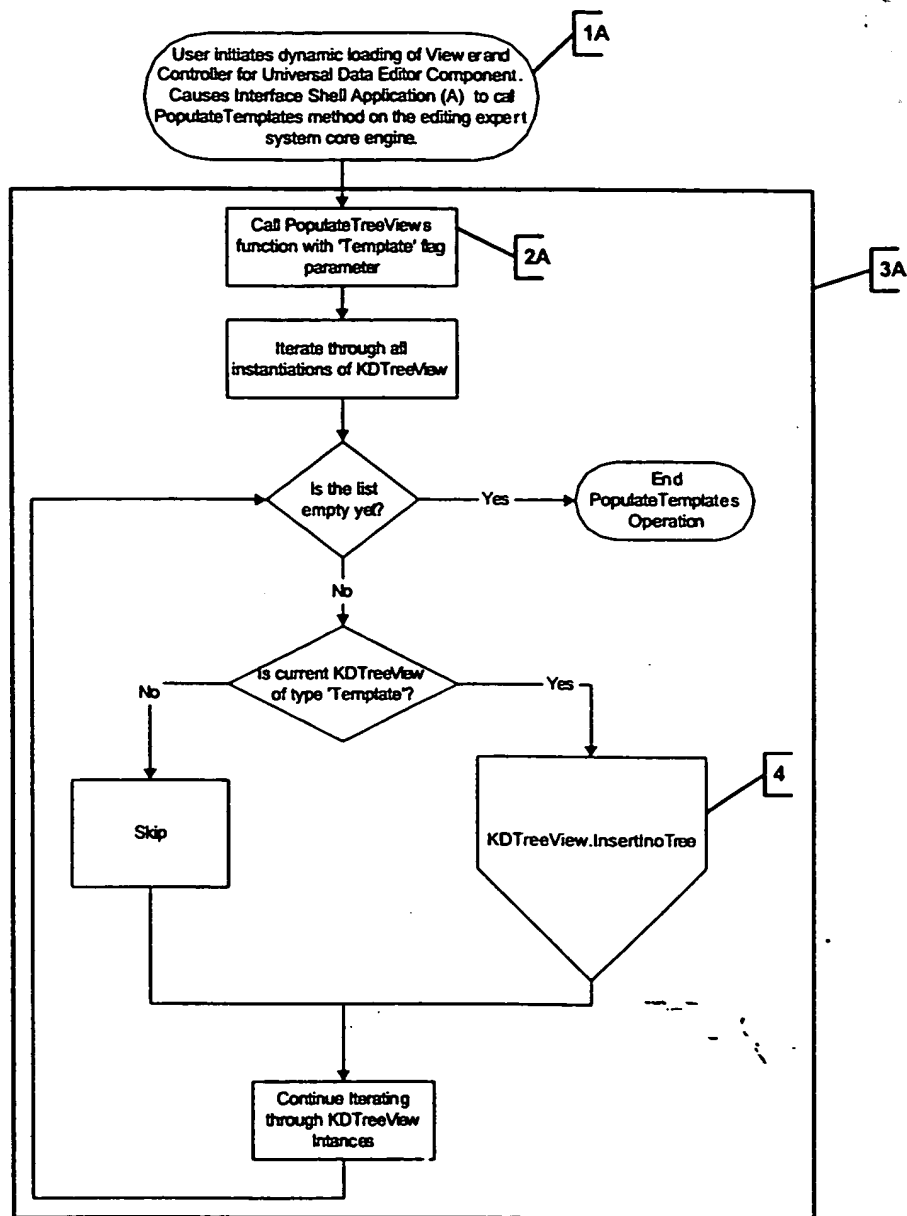 1A
User initiates dynamic loading of Viewer and
Controller for Universal Data Editor Component.
Causes Interface Shell Application (A) to call
PopulateTemplates method on the editing expert
system core engine.
Call PopulateTreeViews
function with 'Template' flag
parameter
2A
3A
Iterate through all
instantiations of KDTreeView
Is the list
empty yet?
Yes
End
PopulateTemplates
Operation
No
Is current KDTreeView
of type 'Template'?
No
Yes
4
Skip
KDTreeView.InsertInoTree
Continue Iterating
through KDTreeView
Intances